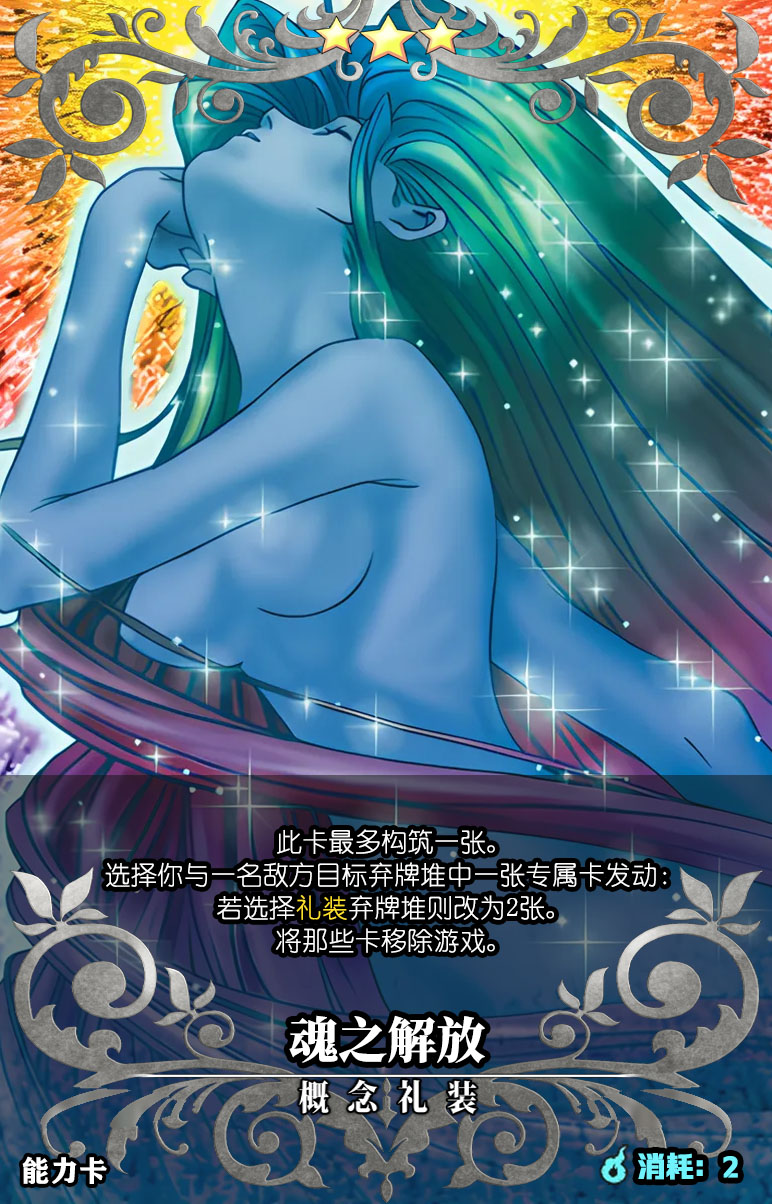 此卡最多构筑一张。
选择你与一名敌方目标弃牌堆中一张专属卡发动：
若选择礼装弃牌堆则改为2张。
将那些卡移除游戏。
魂之解放
概念礼装
能力卡
消耗：2